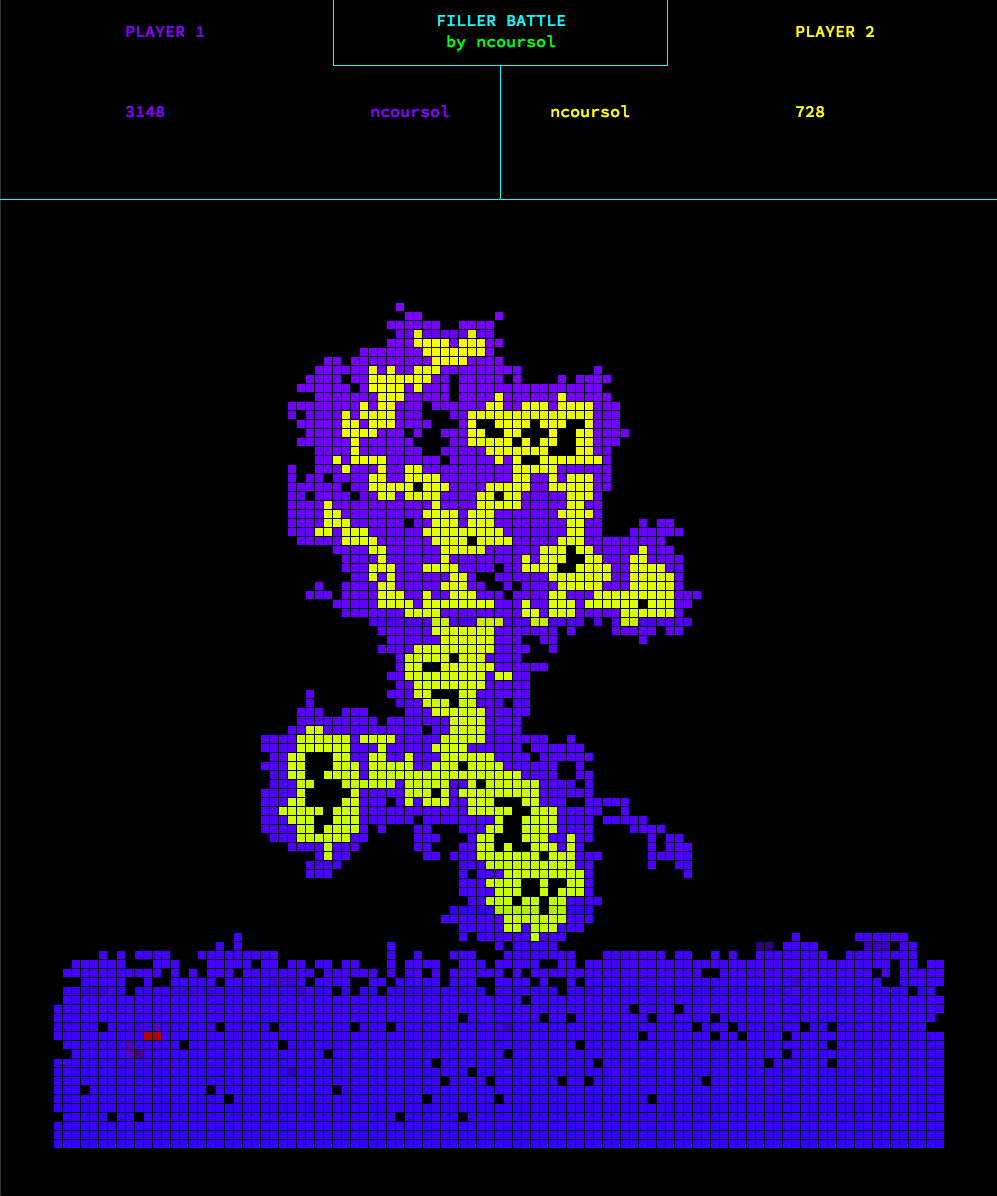 PLAYER 1
FILLER BATTLE
by ncoursol
PLAYER 2
3148
ncoursol
ncoursol
728